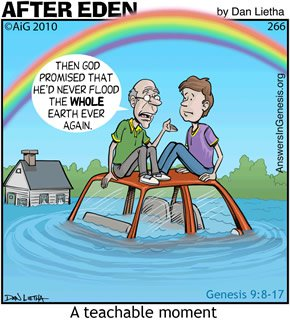 AFTER EDEN
by Dan Lietha
©AiG 2010
266
THEN GOD
PROMISED THAT
HE'D NEVER FLOOD
THE WHOLE
EARTH EVER
AGAIN.
AnswersInGenesis.org
DAN LIETHA
Genesis 9:8-17
A teachable moment